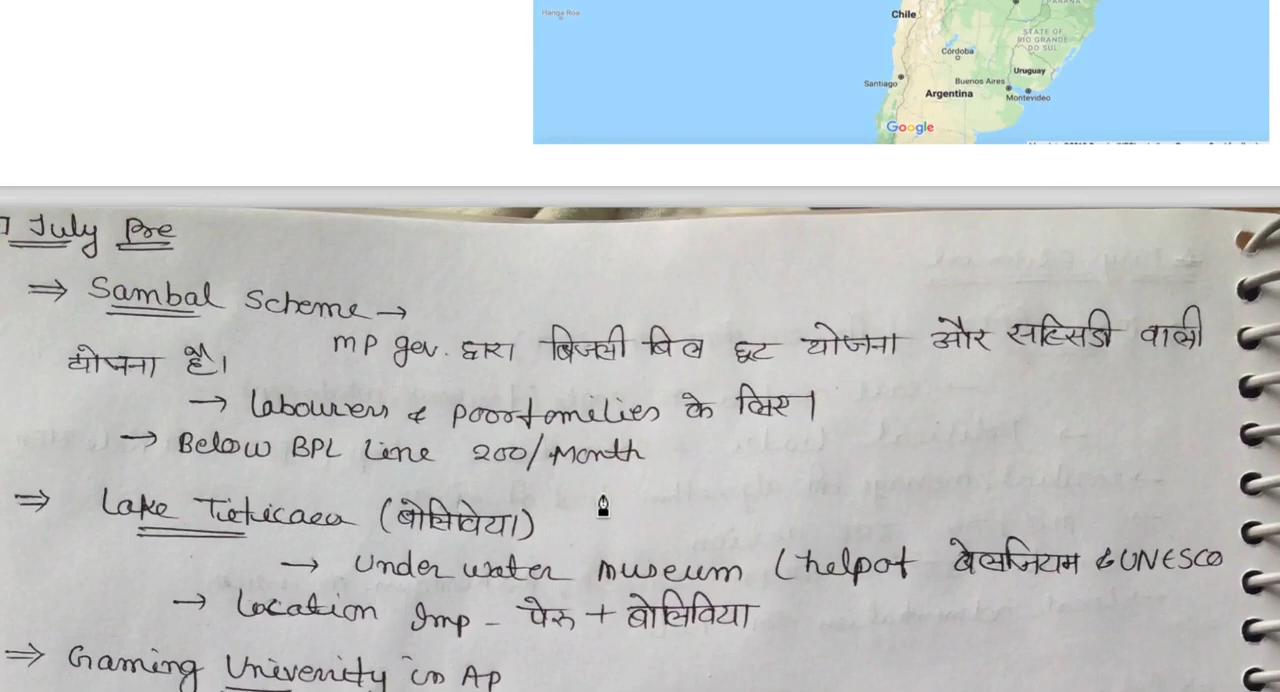 Hanga Roa
Chile
PARANÁ
STATE OF
RIO GRANDE
DO SUL
Córdoba
Uruguay
Santiago
Buenos Aires
Argentina
Montevideo
Google
7 July Pre
⇒ Sambal Scheme →
MP gov. द्वारा बिजली बिल छूट योजना और सब्सिडी वाली
योजना है।
→ labourers & poor families के लिए।
→ Below BPL Line 200/Month
⇒ Lake Titicaca (बोलिविया)
→ Under water museum (help of बेल्जियम & UNESCO
→ Location Imp - पेरू + बोलिविया
⇒ Gaming University in AP